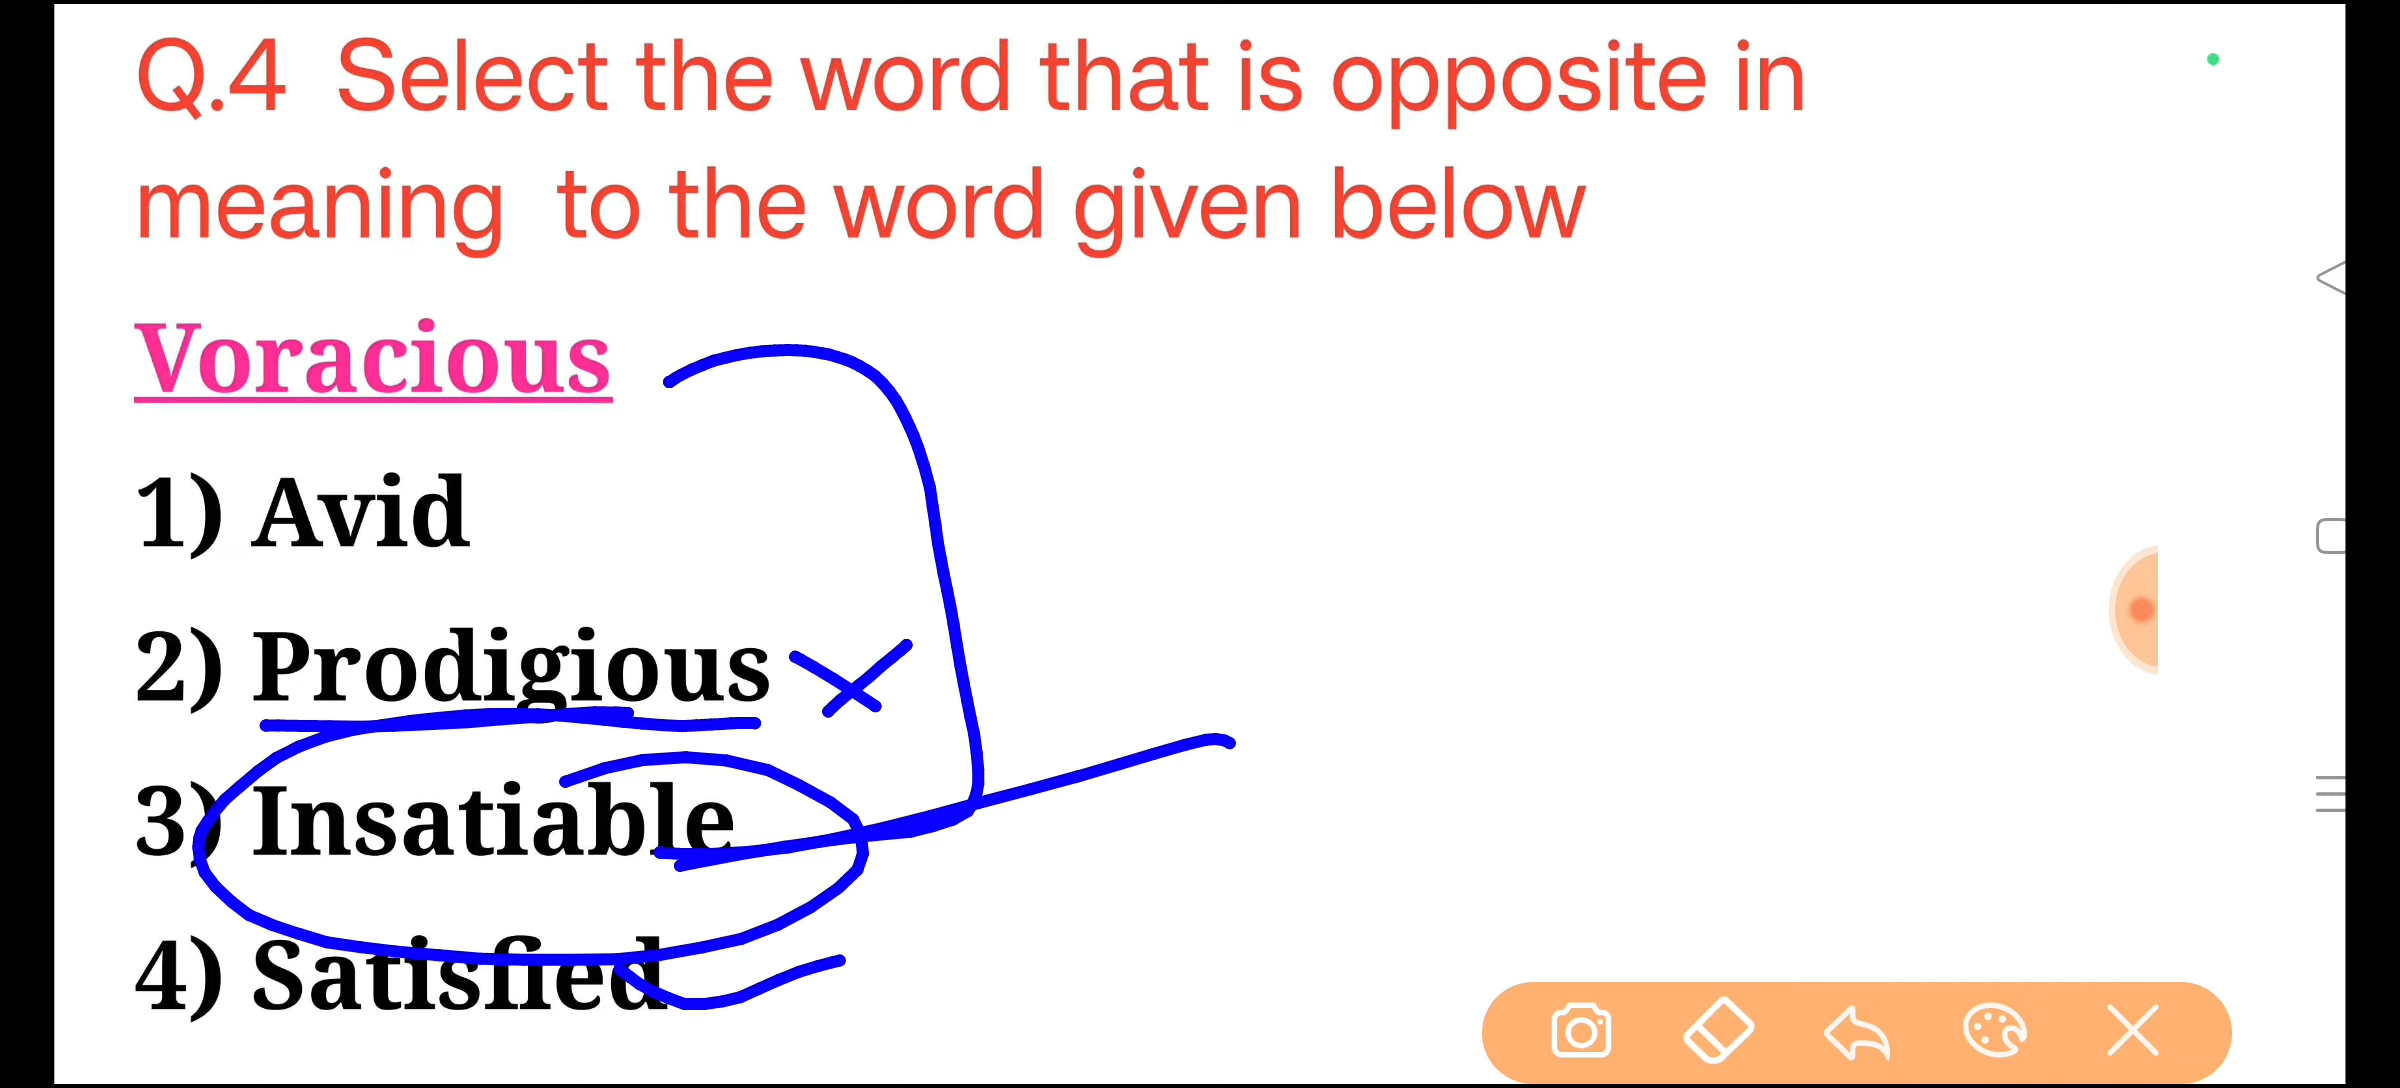 Q.4 Select the word that is opposite in
meaning to the word given below
Voracious
1) Avid
2) Prodigious
3) Insatiable
4) Satisfied